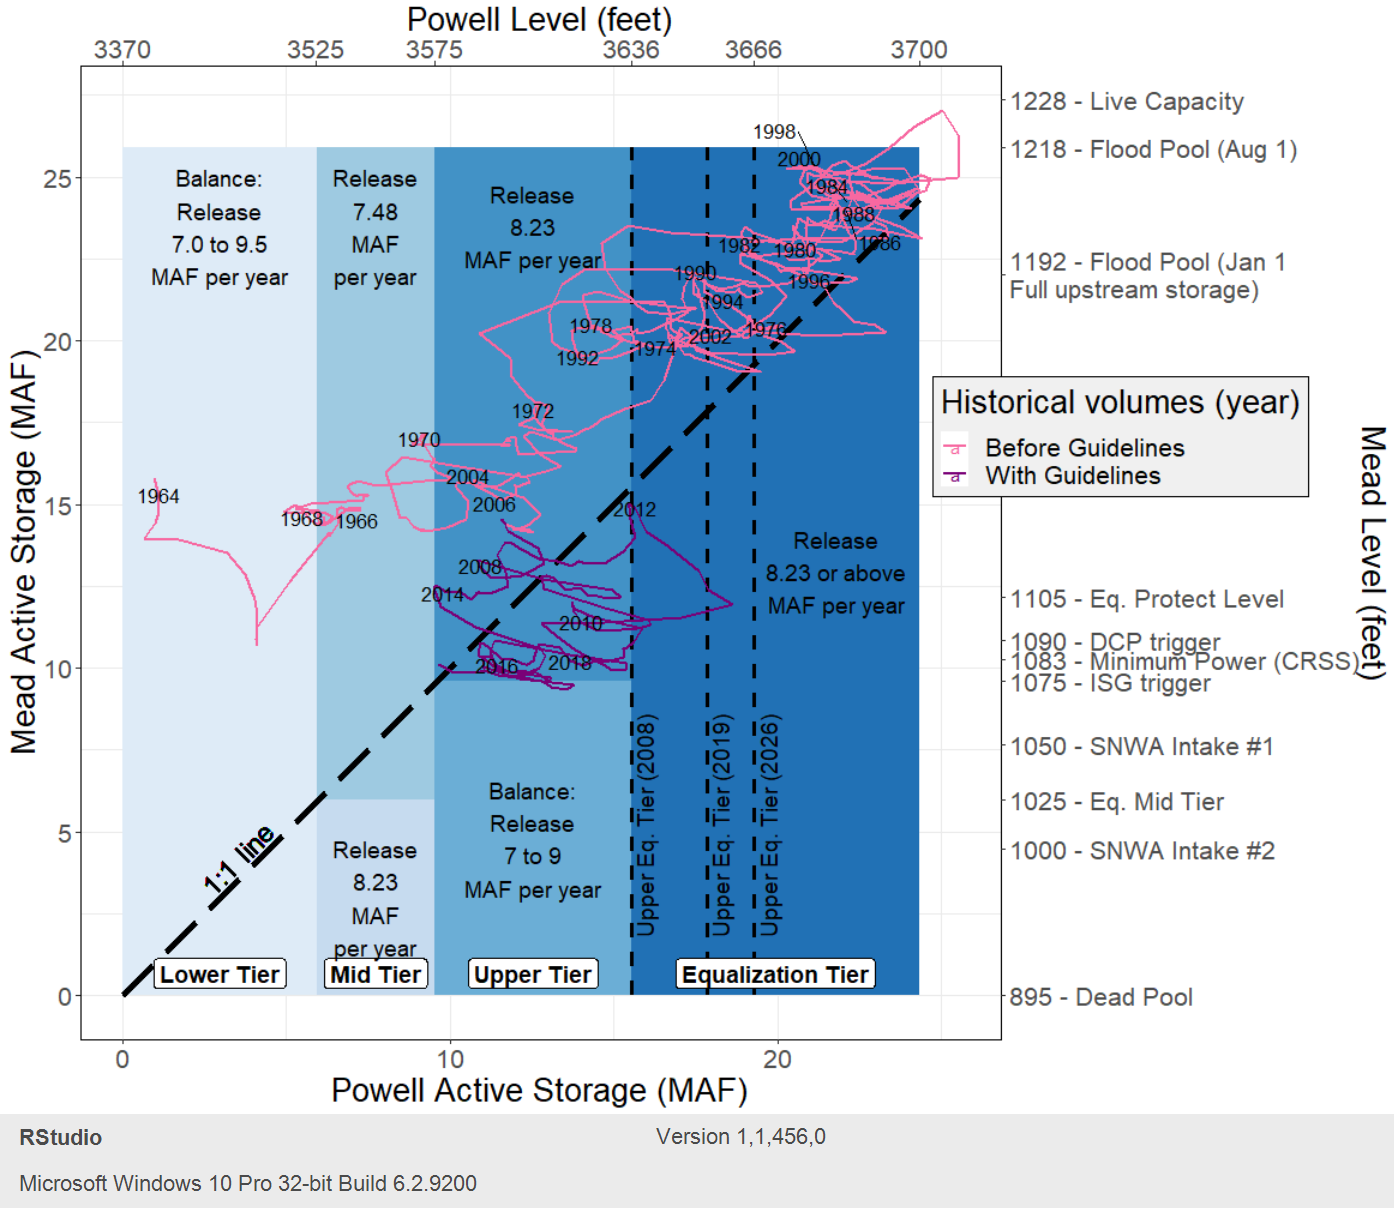 Powell Level (feet)
3370
3525
3575
3636
3666
3700
Mead Active Storage (MAF)
25
20
15
10
5
0
Balance:
Release
7.0 to 9.5
MAF per year
Release
7.48
MAF
per year
Release
8.23
MAF per year
1998
2000
1984
1988
1986
1982
1980
1990
1996
1994
1978
1976
2002
1974
1992
1972
1970
2004
1964
2006
1968
1966
2012
2008
2014
2010
2016
2018
Release
8.23 or above
MAF per year
1:1 line
Release
8.23
MAF
per year
Balance:
Release
7 to 9
MAF per year
Upper Eq. Tier (2008)
Upper Eq. Tier (2019)
Upper Eq. Tier (2026)
Lower Tier
Mid Tier
Upper Tier
Equalization Tier
1228 - Live Capacity
1218 - Flood Pool (Aug 1)
1192 - Flood Pool (Jan 1
Full upstream storage)
Historical volumes (year)
a Before Guidelines
a With Guidelines
Mead Level (feet)
1105 - Eq. Protect Level
1090 - DCP trigger
1083 - Minimum Power (CRSS)
1075 - ISG trigger
1050 - SNWA Intake #1
1025 - Eq. Mid Tier
1000 - SNWA Intake #2
895 - Dead Pool
0
10
20
Powell Active Storage (MAF)
RStudio
Version 1,1,456,0
Microsoft Windows 10 Pro 32-bit Build 6.2.9200